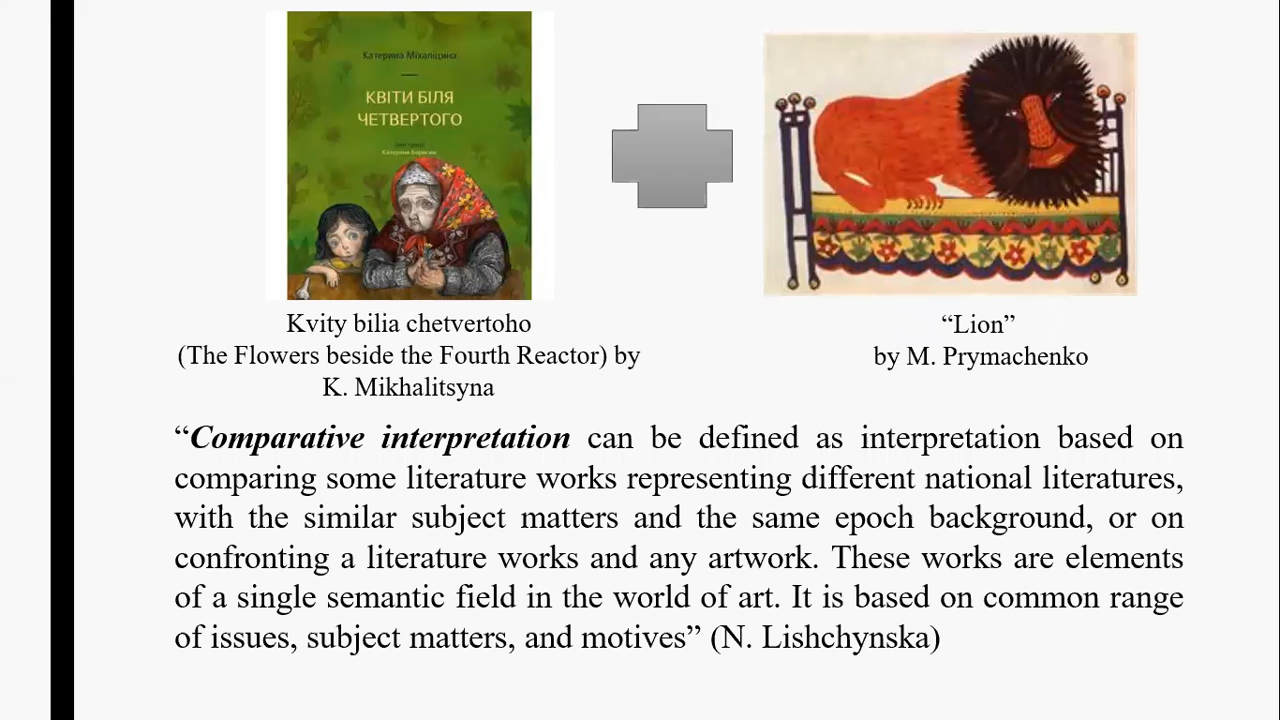 Катерина Міхаліцина
КВІТИ БІЛЯ
ЧЕТВЕРТОГО
Kvity bilia chetvertoho
(The Flowers beside the Fourth Reactor) by
K. Mikhalitsyna
“Lion”
by M. Prymachenko
“Comparative interpretation can be defined as interpretation based on
comparing some literature works representing different national literatures,
with the similar subject matters and the same epoch background, or on
confronting a literature works and any artwork. These works are elements
of a single semantic field in the world of art. It is based on common range
of issues, subject matters, and motives” (N. Lishchynska)